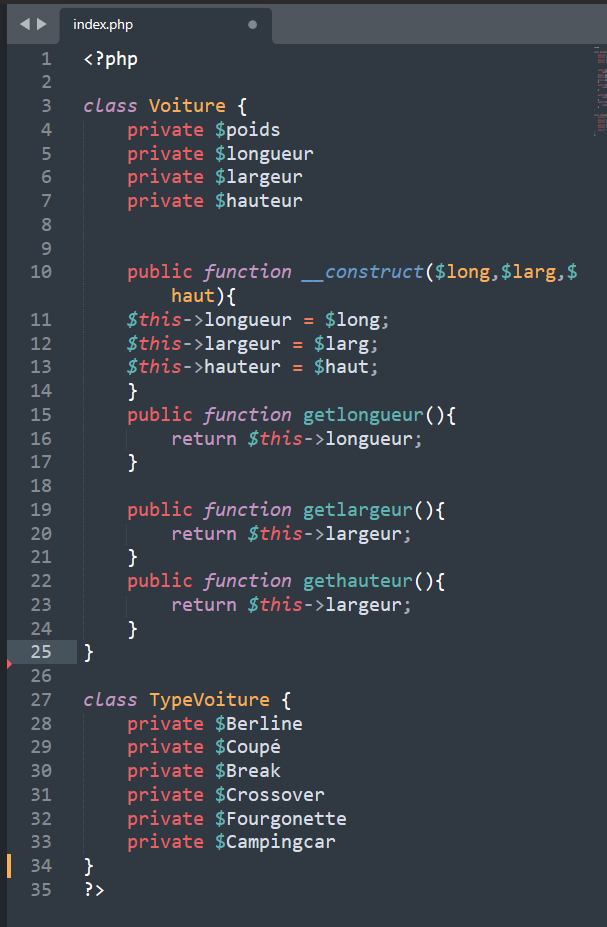 index.php
1 <?php
2
3 class Voiture {
4 private $poids
5 private $longueur
6 private $largeur
7 private $hauteur
8
9
10 public function __construct($long,$larg,$
haut){
11 $this->longueur = $long;
12 $this->largeur = $larg;
13 $this->hauteur = $haut;
14 }
15 public function getlongueur(){
16 return $this->longueur;
17 }
18
19 public function getlargeur(){
20 return $this->largeur;
21 }
22 public function gethauteur(){
23 return $this->largeur;
24 }
25 }
26
27 class TypeVoiture {
28 private $Berline
29 private $Coupé
30 private $Break
31 private $Crossover
32 private $Fourgonette
33 private $Campingcar
34 }
35 ?>